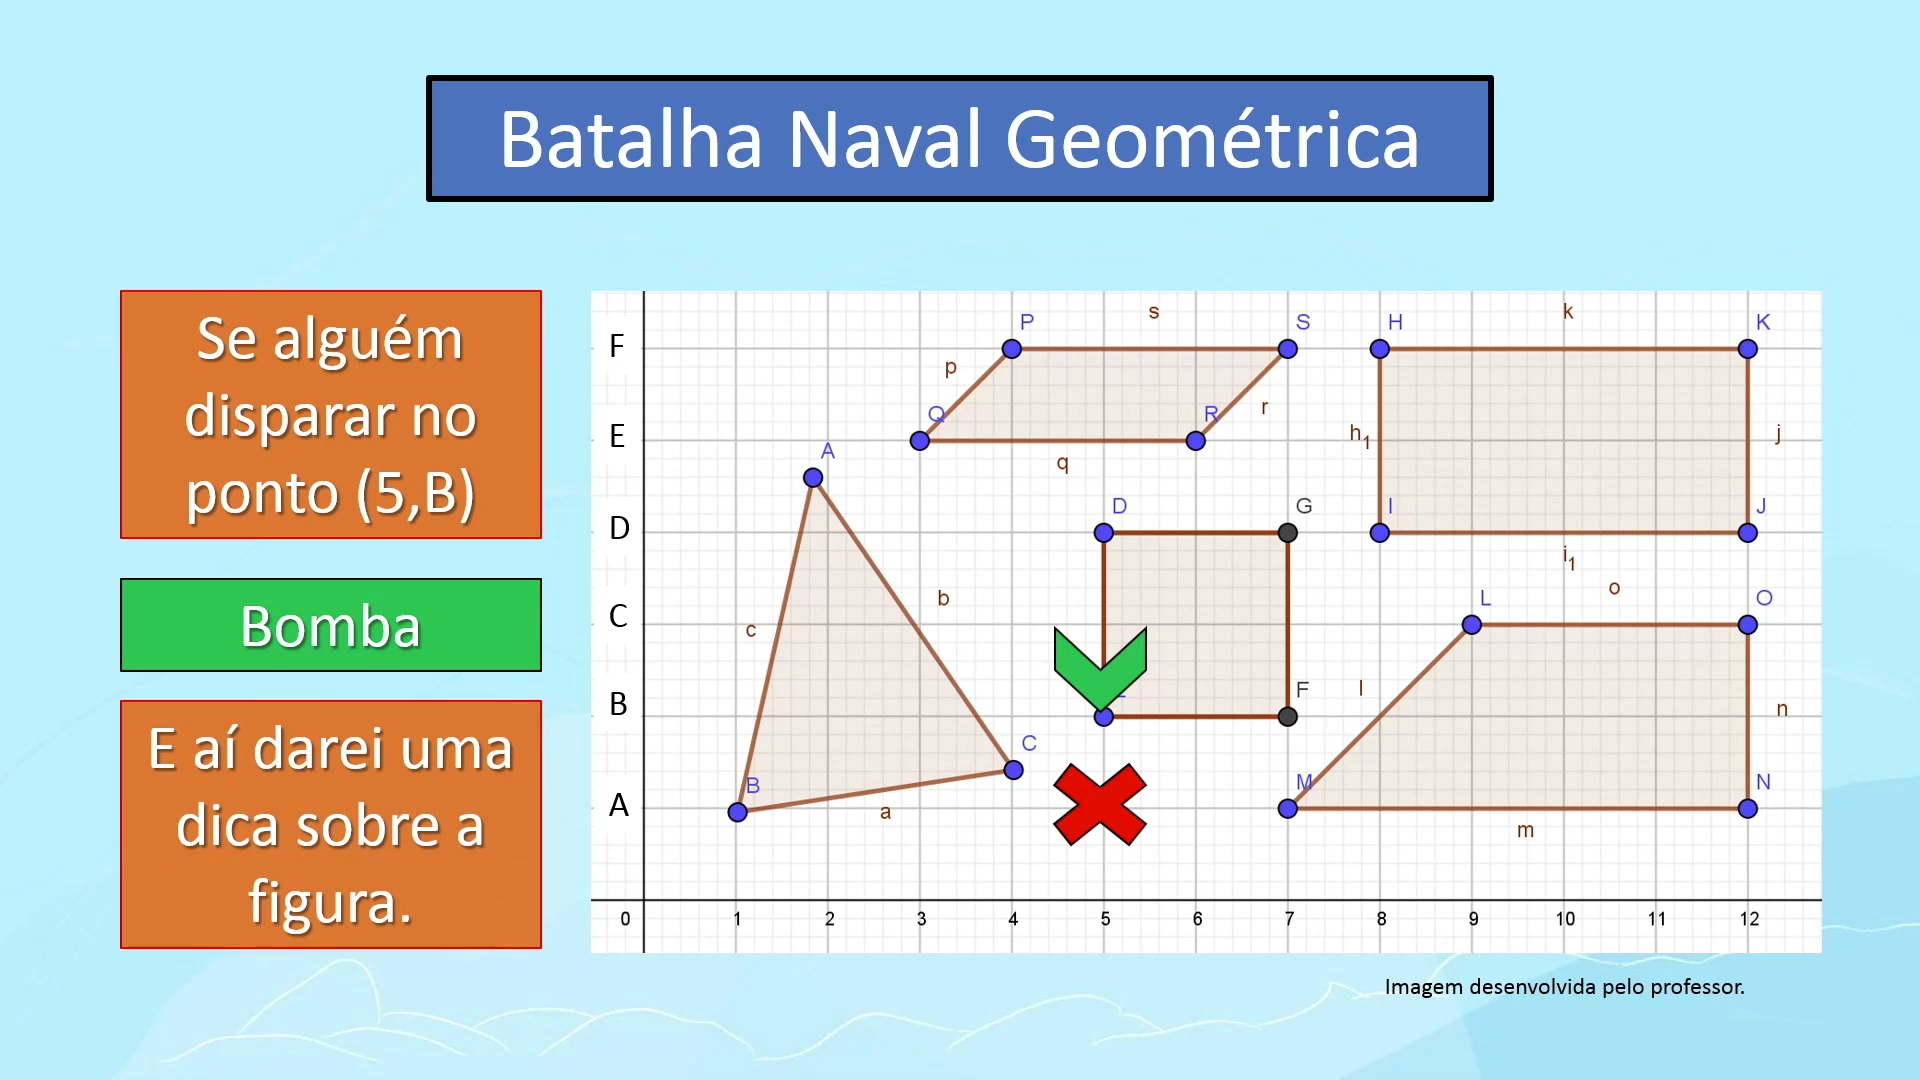 Batalha Naval Geométrica
Se alguém
disparar no
ponto (5,B)
Bomba
E aí darei uma
dica sobre a
figura.
F
E
D
C
B
A
P
s
S
H
k
K
p
Q
R
r
h1
j
q
A
D
G
I
J
i1
c
b
L
o
O
F
l
n
C
B
a
M
N
m
0 1 2 3 4 5 6 7 8 9 10 11 12
Imagem desenvolvida pelo professor.